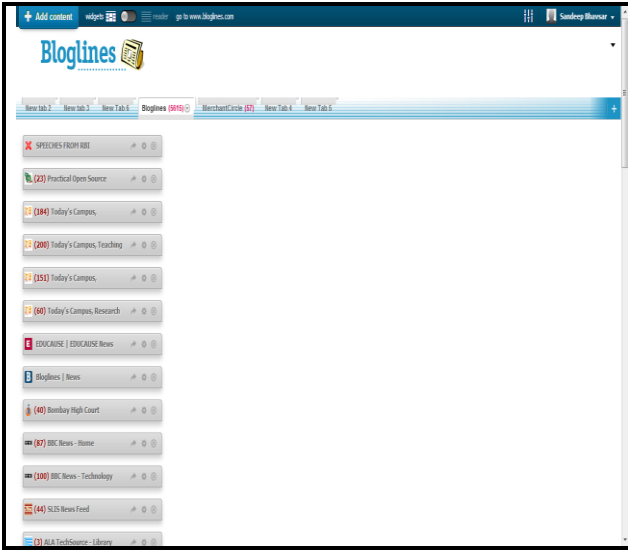 Add content widgets reader go to www.bloglines.com Sandeep Bhavsar
Bloglines
New tab 2 New tab 3 New Tab 6 Bloglines (5615) MerchantCircle (57) New Tab 4 New Tab 5
SPEECHES FROM RBI
(23) Practical Open Source
(184) Today's Campus,
(200) Today's Campus, Teaching
(151) Today's Campus,
(60) Today's Campus, Research
EDUCAUSE | EDUCAUSE News
Bloglines | News
(40) Bombay High Court
(87) BBC News - Home
(100) BBC News - Technology
(44) SLIS News Feed
(3) ALA TechSource - Library